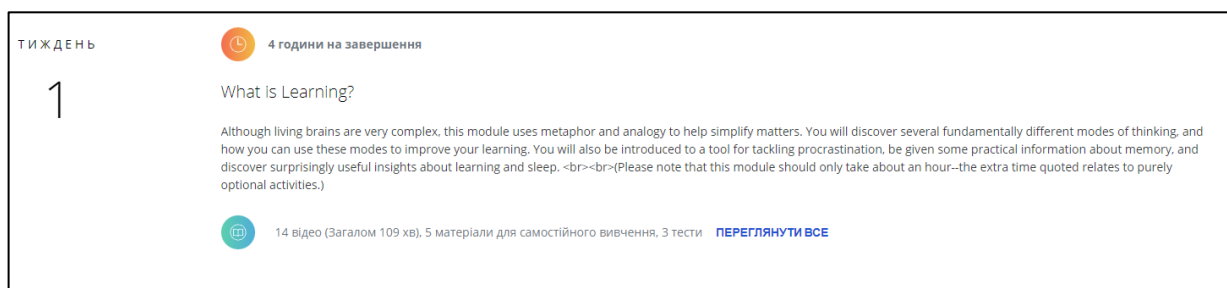 ТИЖДЕНЬ
1
4 години на завершення
What is Learning?
Although living brains are very complex, this module uses metaphor and analogy to help simplify matters. You will discover several fundamentally different modes of thinking, and
how you can use these modes to improve your learning. You will also be introduced to a tool for tackling procrastination, be given some practical information about memory, and
discover surprisingly useful insights about learning and sleep. <br><br>(Please note that this module should only take about an hour--the extra time quoted relates to purely
optional activities.)
14 відео (Загалом 109 хв), 5 матеріали для самостійного вивчення, 3 тести ПЕРЕГЛЯНУТИ ВСЕ